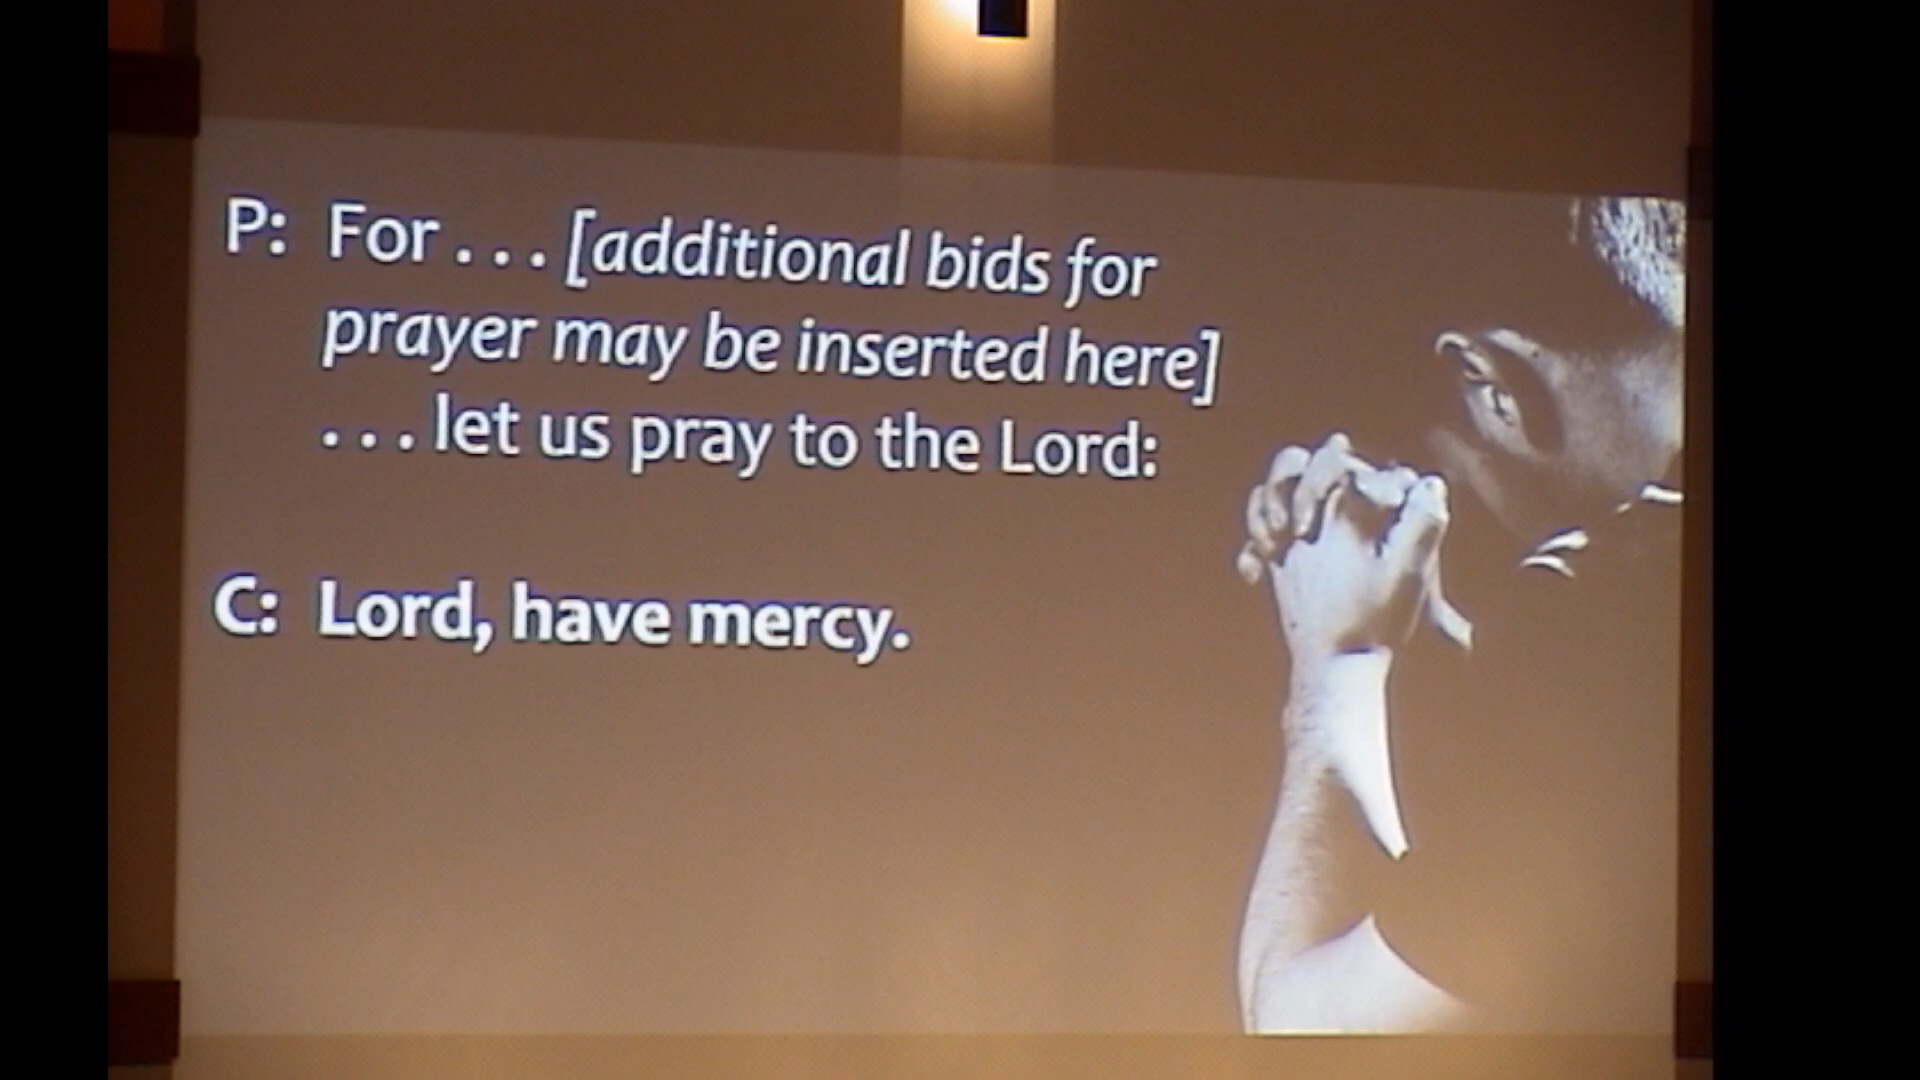 P: For . . . [additional bids for
prayer may be inserted here]
. . . let us pray to the Lord:
C: Lord, have mercy.